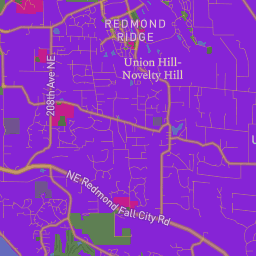 REDMOND
RIDGE
Union Hill-
Novelty Hill
208th Ave NE
NE Redmond Fall City Rd
U